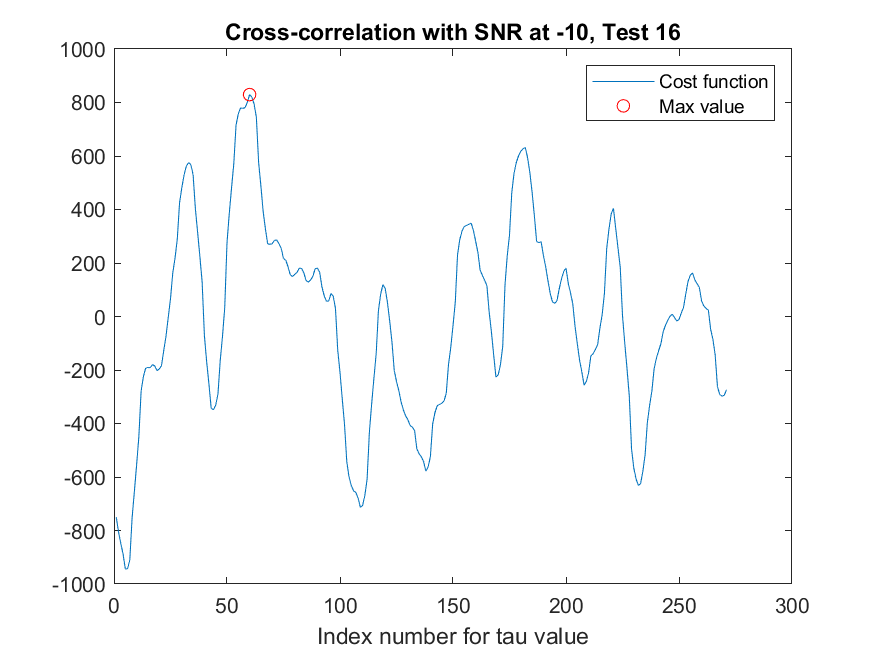 Cross-correlation with SNR at -10, Test 16
1000
800
600
400
200
0
-200
-400
-600
-800
-1000
Cost function
Max value
0 50 100 150 200 250 300
Index number for tau value